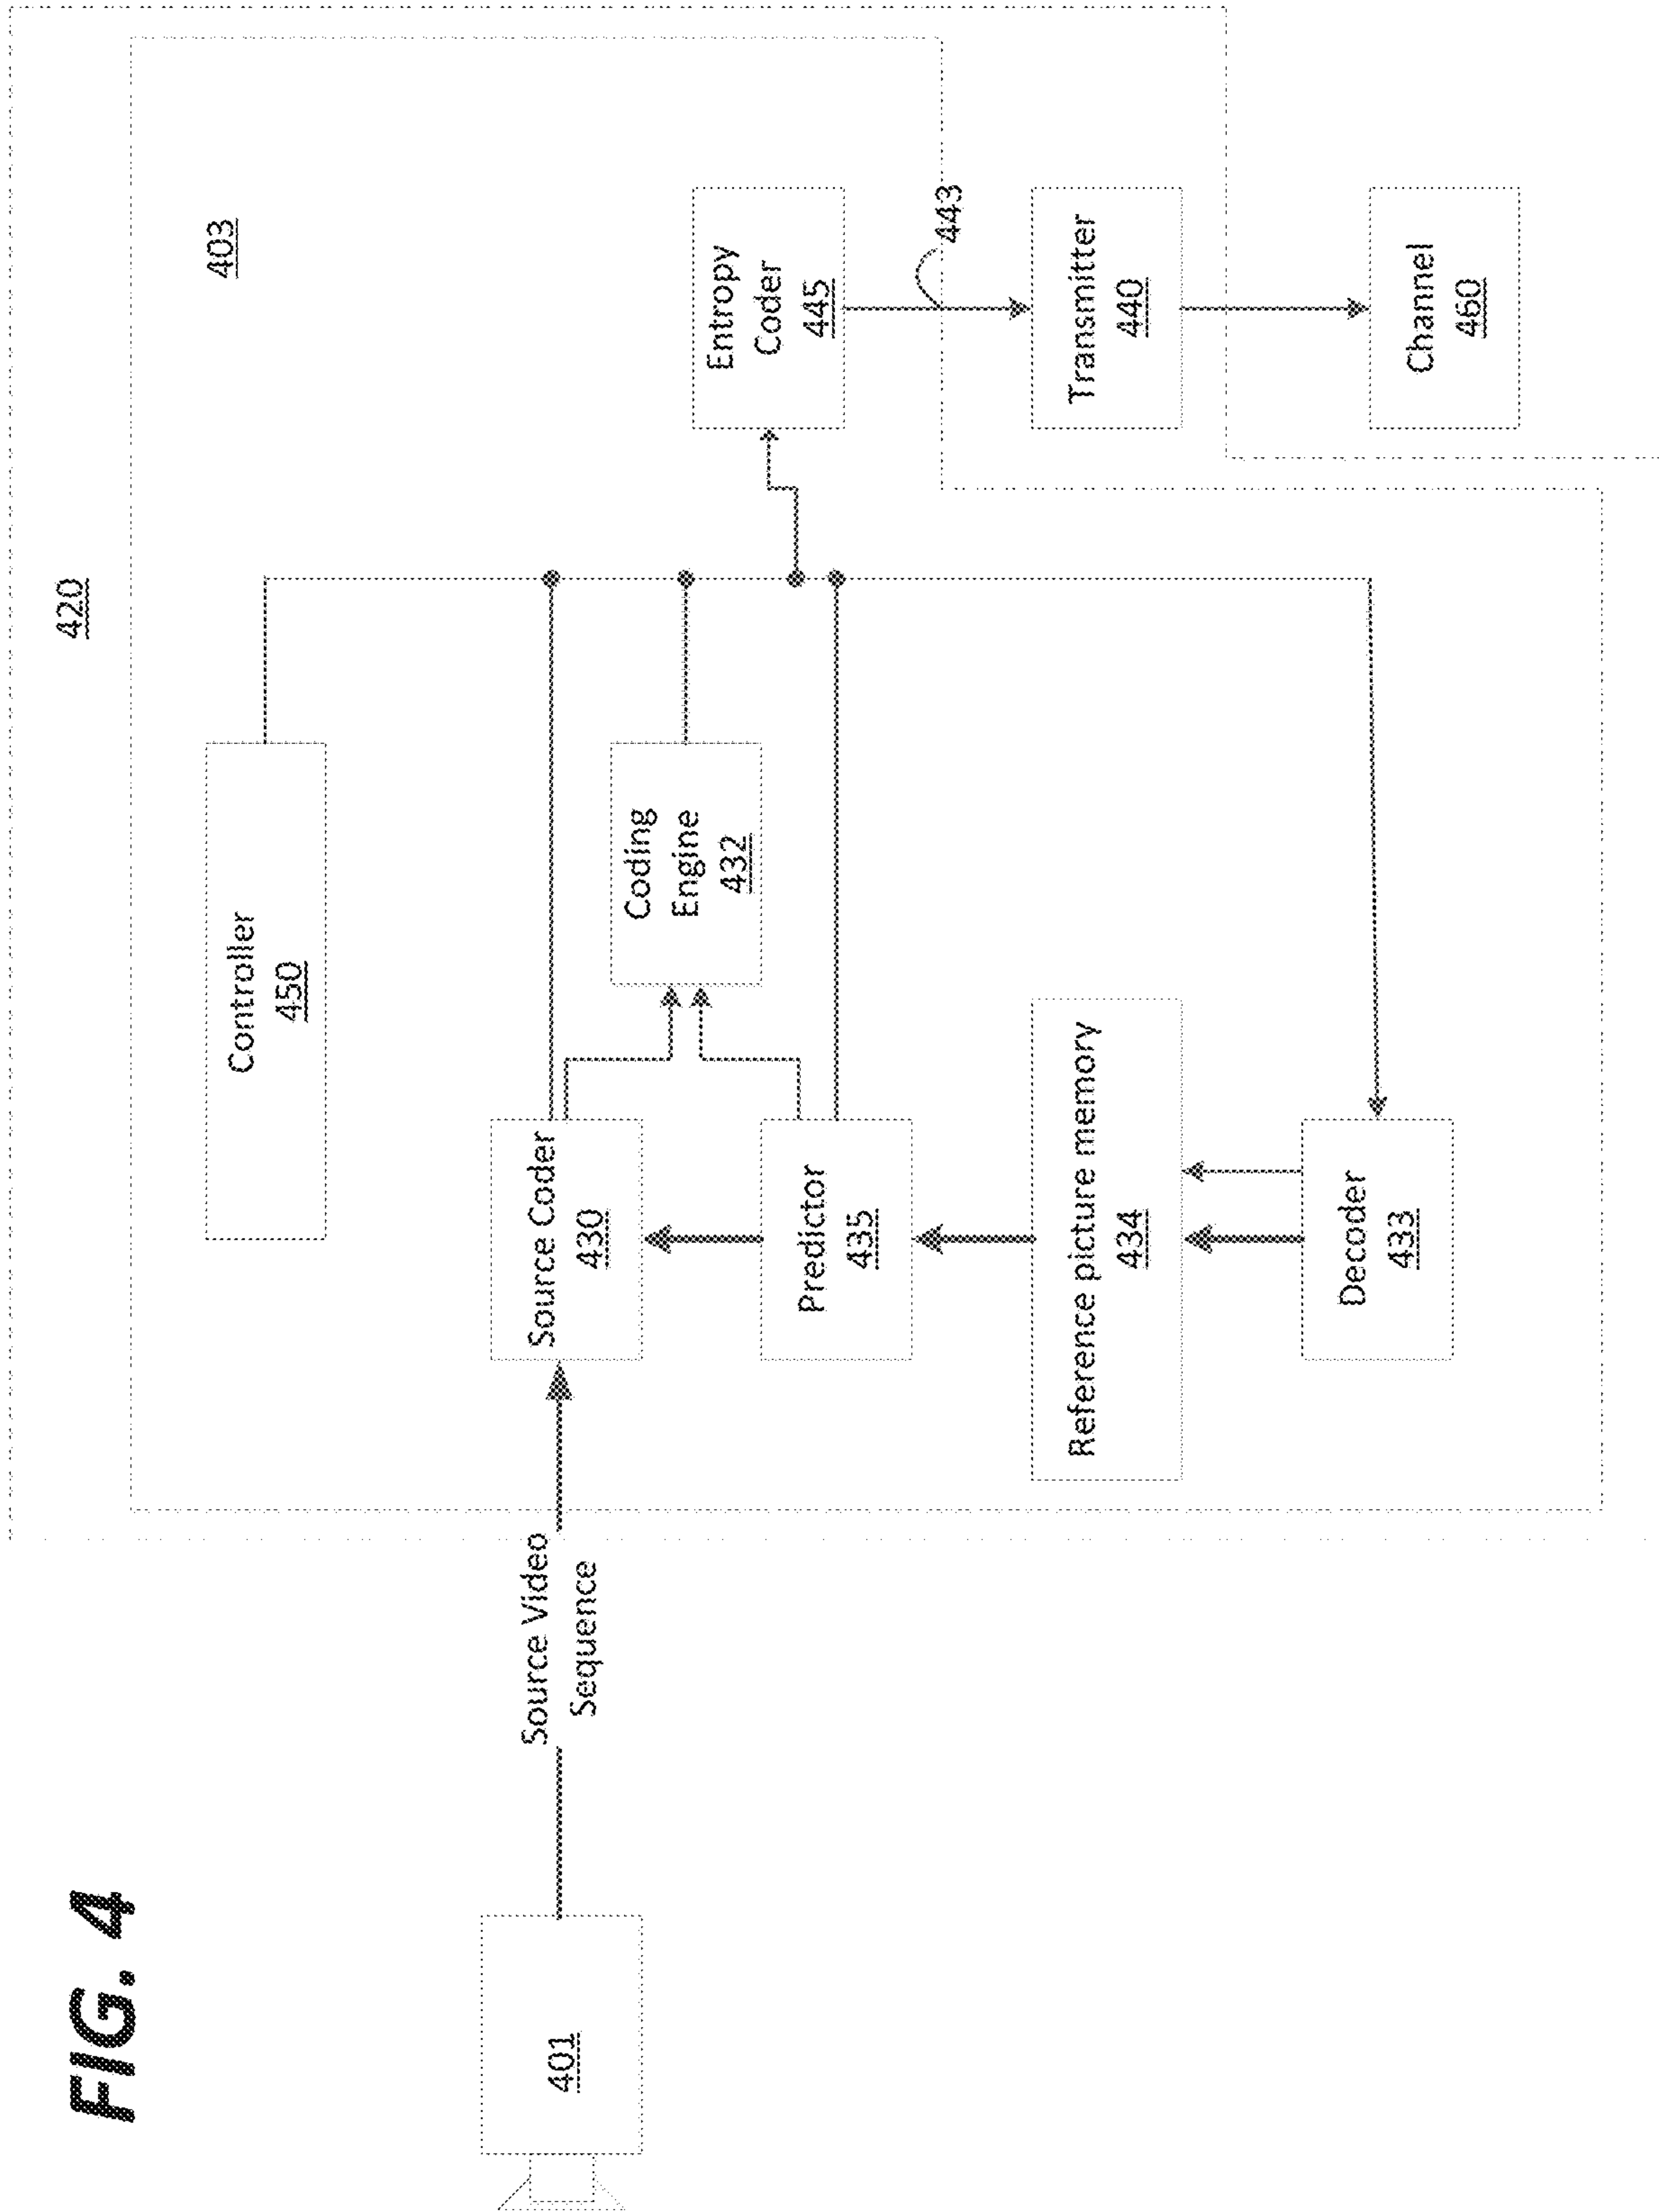 FIG. 4
420
403
Controller
450
401
Source Video
Sequence
Source Coder
430
Coding
Engine
432
Entropy
Coder
445
Predictor
435
443
Reference picture memory
434
Transmitter
440
Decoder
433
Channel
460